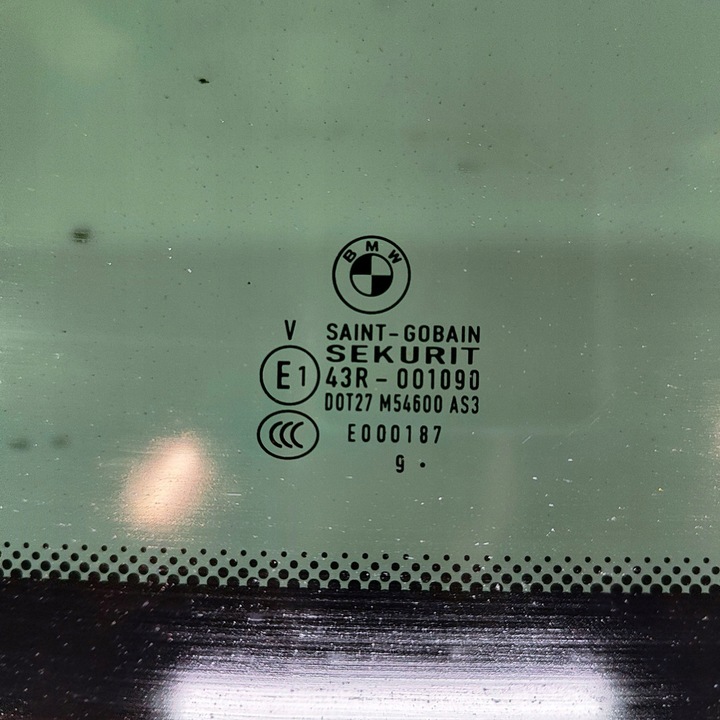 BMW
V SAINT-GOBAIN
SEKURIT
E1 43R - 001090
DOT27 M54600 AS3
CCC E000187
9 .